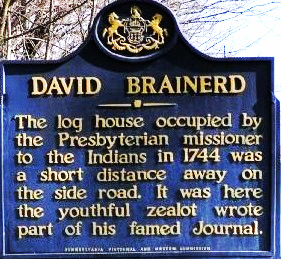 DAVID BRAINERD
The log house occupied by
the Presbyterian missioner
to the Indians in 1744 was
a short distance away on
the side road. It was here
the youthful zealot wrote
part of his famed Journal.
PENNSYLVANIA HISTORICAL AND MUSEUM COMMISSION